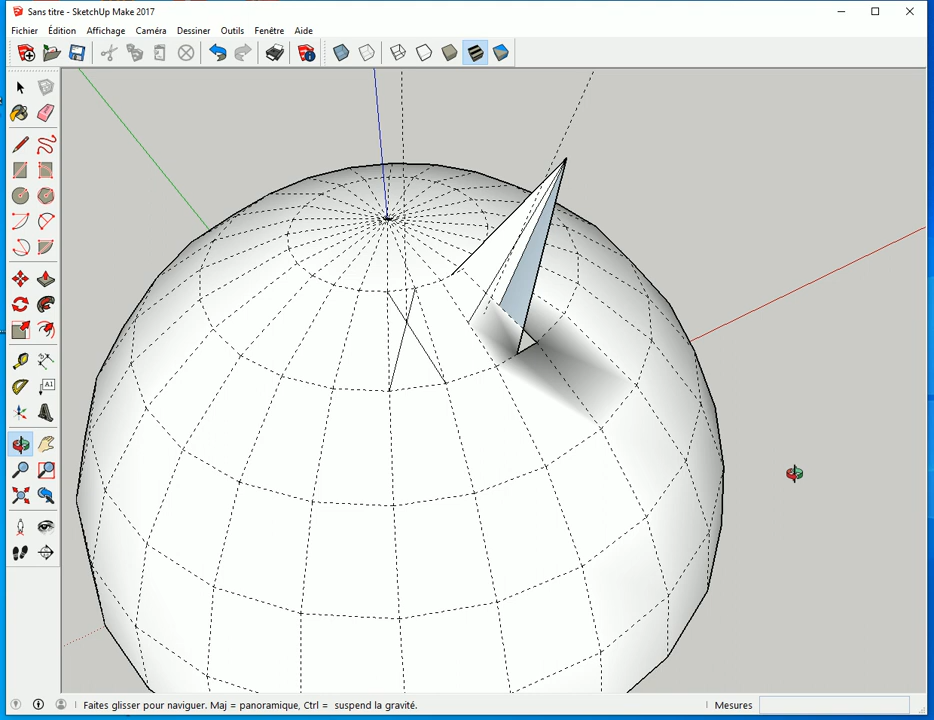 Sans titre - SketchUp Make 2017
Fichier Édition Affichage Caméra Dessiner Outils Fenêtre Aide
A1
Faites glisser pour naviguer. Maj = panoramique, Ctrl = suspend la gravité.
Mesures